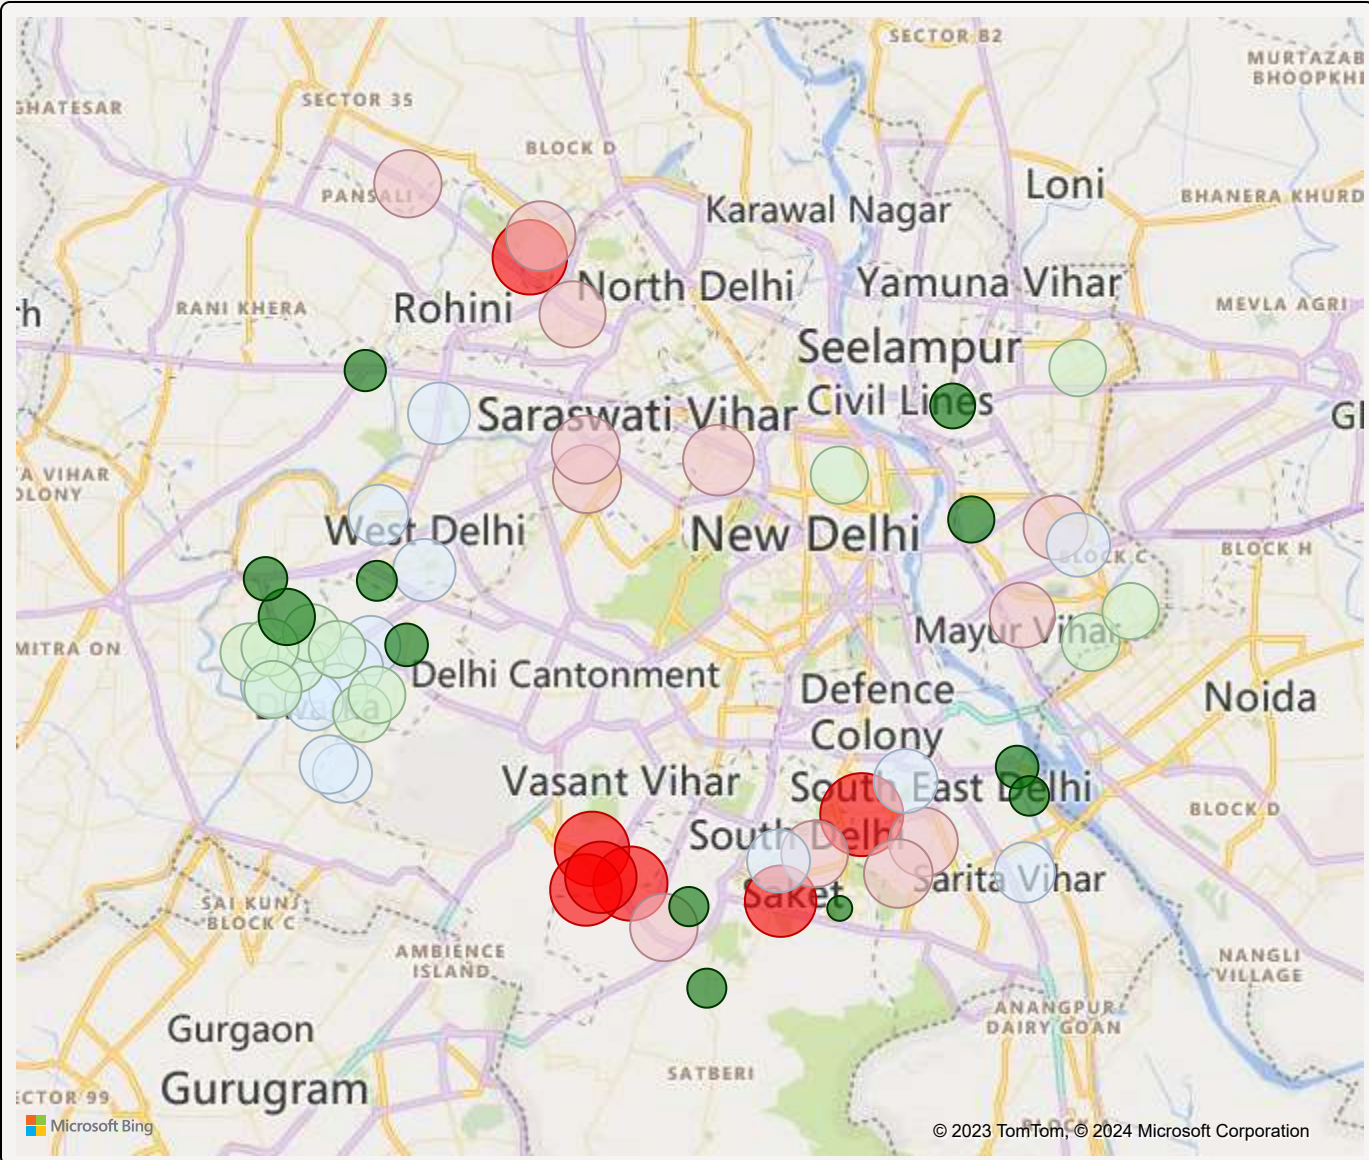 SECTOR B2
MURTAZAB
BHOOPKHI
GHATESAR
SECTOR 35
BLOCK D
PANSALI
Karawal Nagar
Loni
BHANERA KHURD
RANI KHERA
Rohini
North Delhi
Yamuna Vihar
MEVLA AGRI
rh
Seelampur
Saraswati Vihar
Civil Lines
Gl
A VIHAR
OLONY
West Delhi
New Delhi
BLOCK C
BLOCK H
MITRA ON
Mayur Vihar
Delhi Cantonment
Defence
Colony
Noida
Dwarka
Vasant Vihar
South East Delhi
BLOCK D
South Delhi
Saket
Sarita Vihar
SAI KUNJ
BLOCK C
AMBIENCE
ISLAND
NANGLI
VILLAGE
Gurgaon
ANANGPUR
DAIRY GOAN
Gurugram
SATBERI
ECTOR 99
Microsoft Bing
© 2023 TomTom, © 2024 Microsoft Corporation